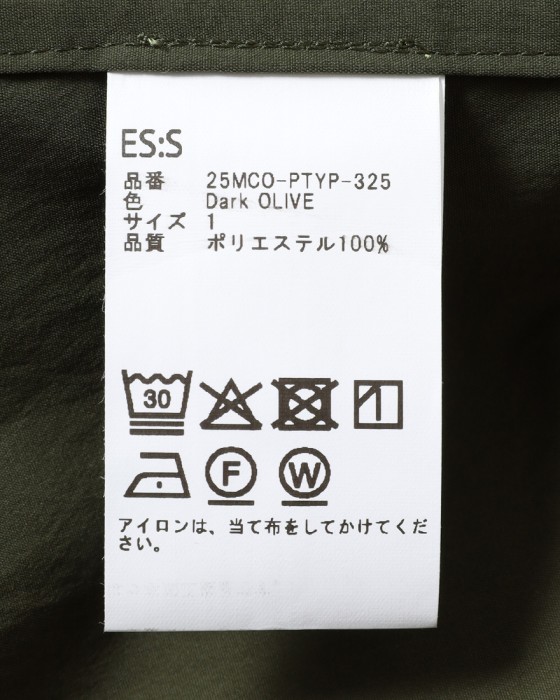 ES:S
品番 25MCO-PTYP-325
色 Dark OLIVE
サイズ 1
品質 ポリエステル100%
30
F W
アイロンは、当て布をしてかけてくだ
さい。